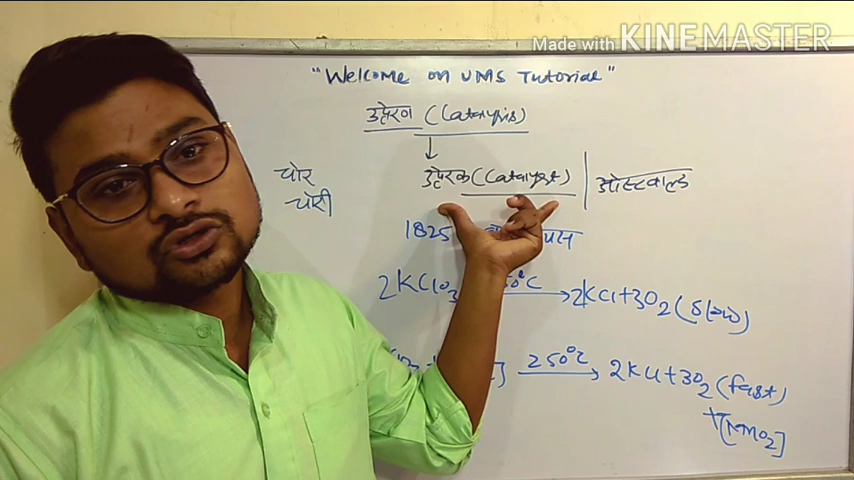 Made with KINEMASTER
"Welcome on UMS Tutorial"
उत्प्रेरण (Catalysis)
↓
चोर उत्प्रेरक (Catalyst) | ओस्टवाल्ड
चोरी
1825
2KClO3 → 2KCl+3O2 (Slow)
250°C → 2KCl+3O2 (fast)
+[MnO2]